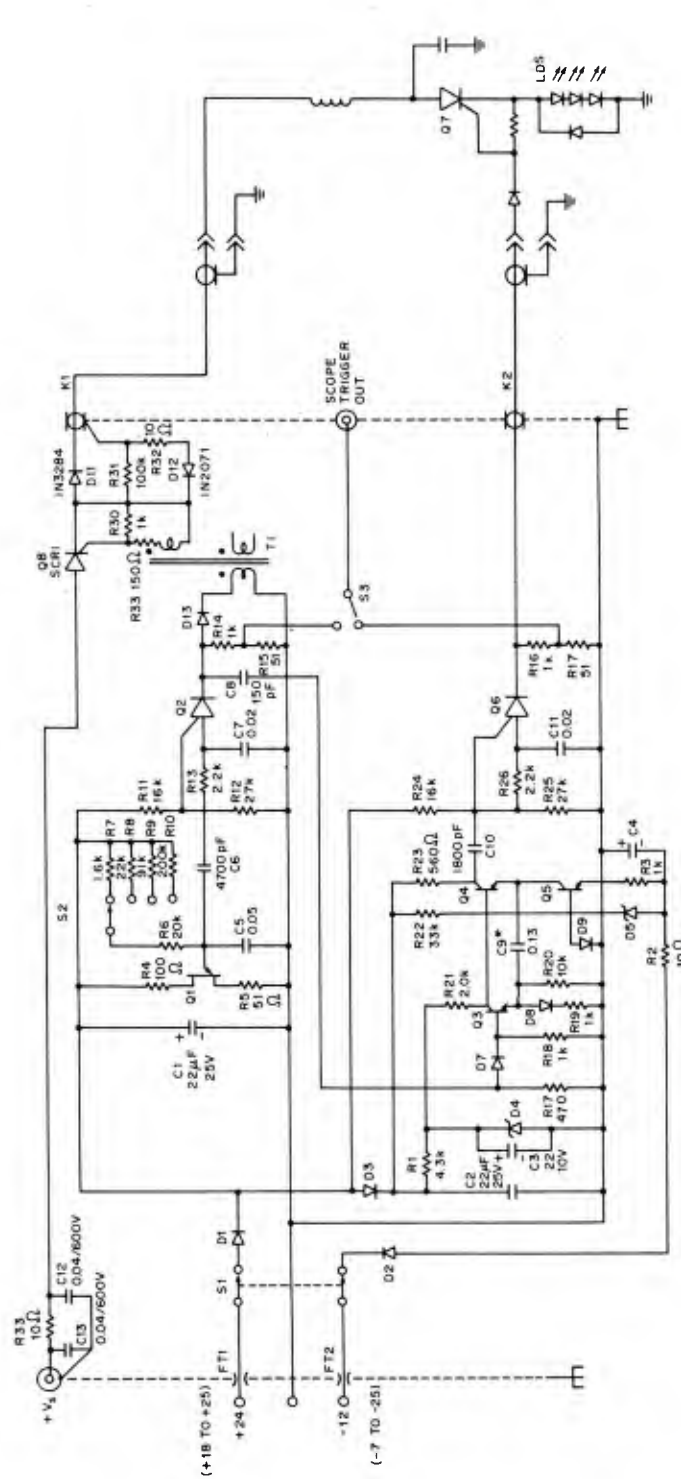 +Vs
R33
10Ω
C13
C12
0.04/600V
0.04/600V
(+18 TO +25)
+24
FT1
S1
D1
-12
FT2
(-7 TO -25)
D2
S2
C1
22μF
25V
+
-
R4
100
Ω
Q1
R5
51
Ω
R6
20k
C5
0.05
R7
1.6k
R8
22k
R9
91k
R10
200k
R11
16k
4700pF
C6
R13
2.2k
R12
27k
Q2
C7
0.02
C8
150
pF
D13
R14
1k
R15
51
T1
R33 150Ω
Q8
SCR1
R30
1k
IN3284
D11
R31
100k
R32
10
Ω
D12
IN2071
K1
SCOPE
TRIGGER
OUT
S3
K2
Q7
LDS
D3
R1
4.3k
C2
22μF
25V
+
-
C3
22
10V
D4
R17
470
D7
R18
1k
R19
1k
D8
R20
10k
Q3
R21
2.0k
C9*
0.13
R22
33k
R23
560Ω
Q4
Q5
D9
D5
1800pF
C10
R24
16k
R26
2.2k
R25
27k
Q6
C11
0.02
R16
1k
R17
51
C4
+
-
R3
1k
R2
10Ω